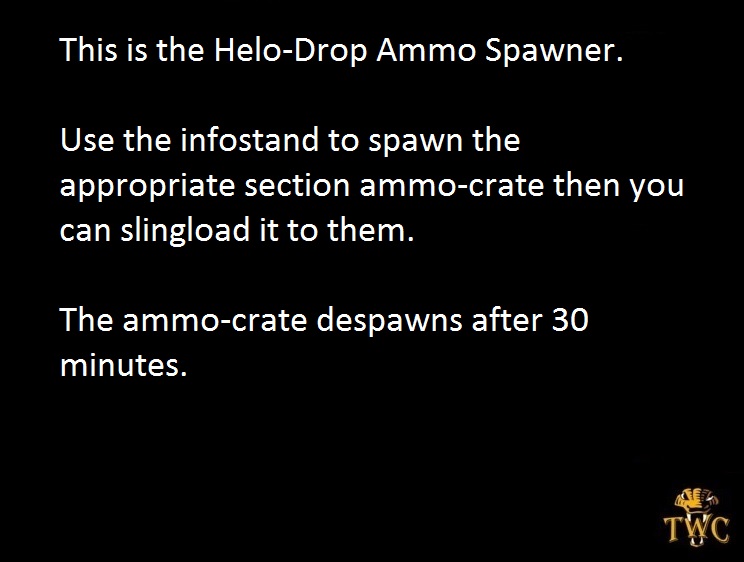 This is the Helo-Drop Ammo Spawner.
Use the infostand to spawn the
appropriate section ammo-crate then you
can slingload it to them.
The ammo-crate despawns after 30
minutes.
TWC